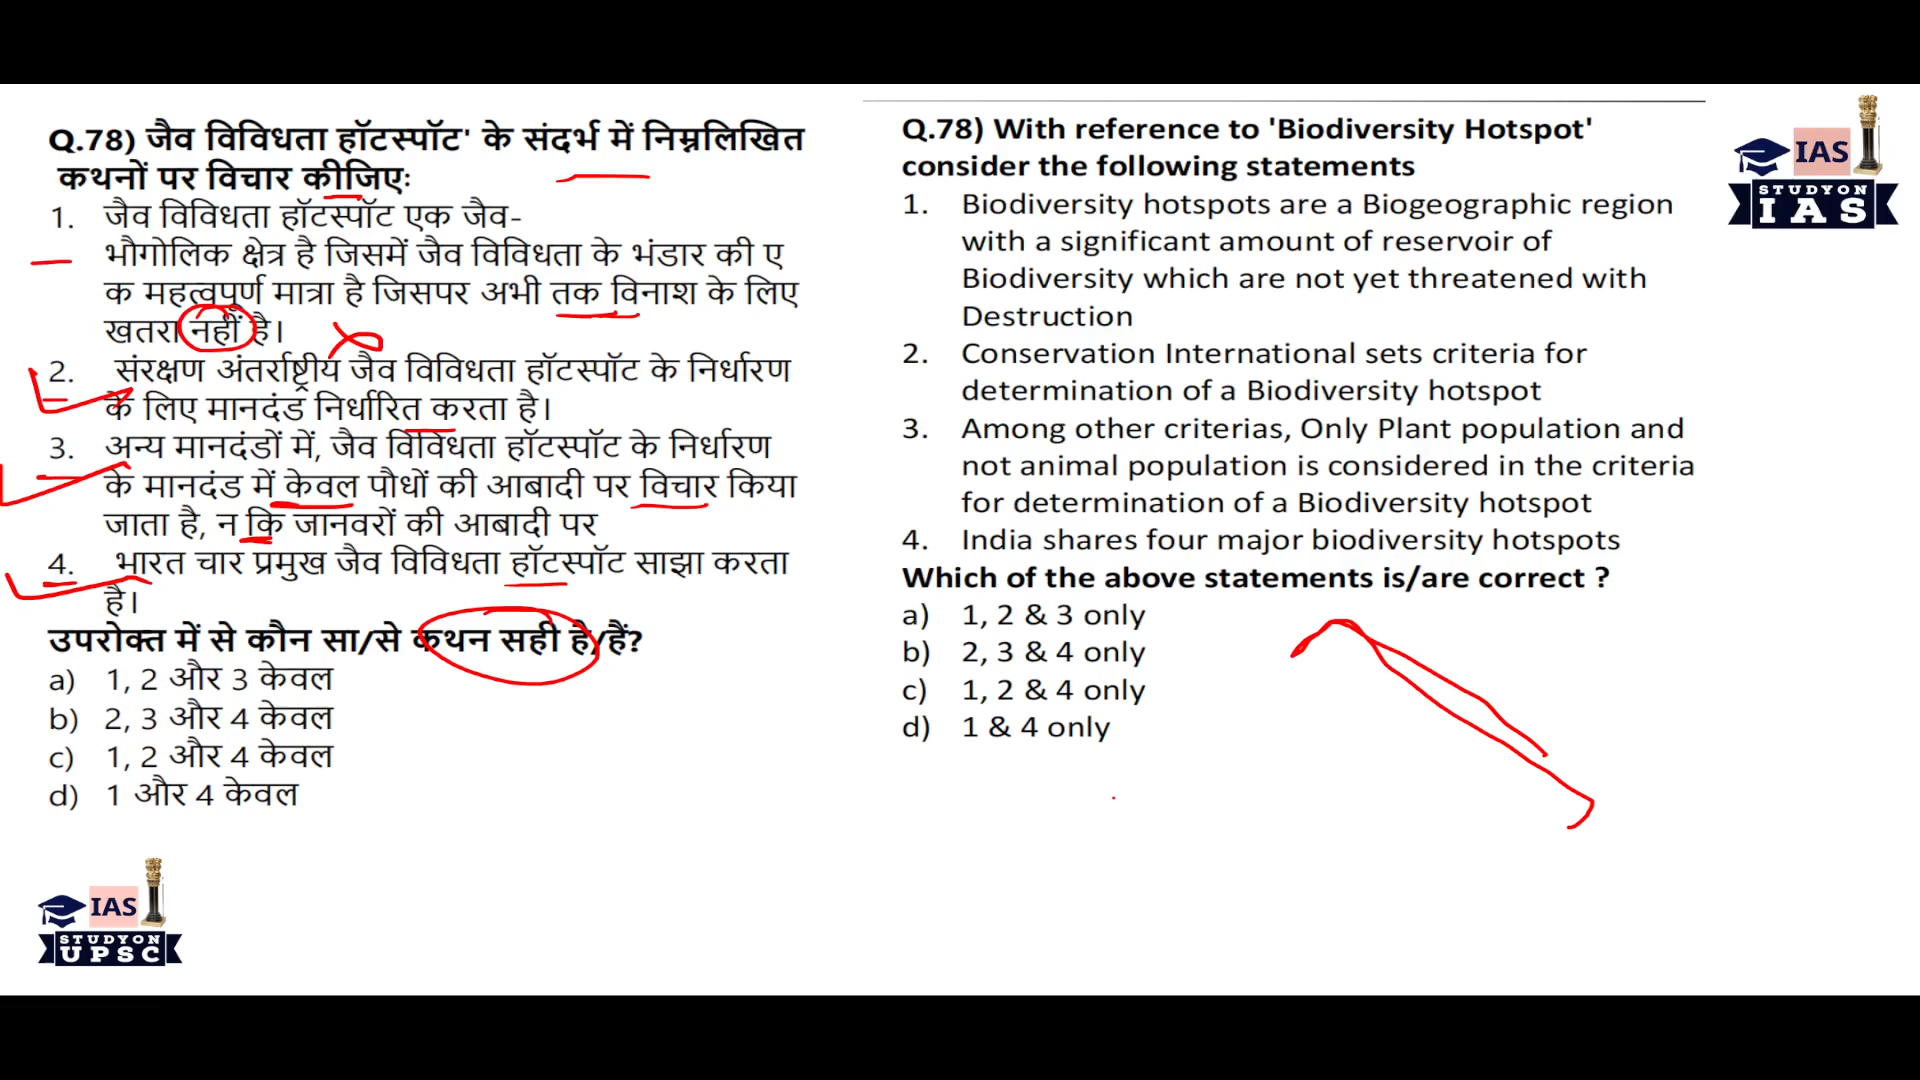 Q.78) जैव विविधता हॉटस्पॉट' के संदर्भ में निम्नलिखित
कथनों पर विचार कीजिए:
1. जैव विविधता हॉटस्पॉट एक जैव-
भौगोलिक क्षेत्र है जिसमें जैव विविधता के भंडार की ए
क महत्वपूर्ण मात्रा है जिसपर अभी तक विनाश के लिए
खतरा नहीं है।
2. संरक्षण अंतर्राष्ट्रीय जैव विविधता हॉटस्पॉट के निर्धारण
के लिए मानदंड निर्धारित करता है।
3. अन्य मानदंडों में, जैव विविधता हॉटस्पॉट के निर्धारण
के मानदंड में केवल पौधों की आबादी पर विचार किया
जाता है, न कि जानवरों की आबादी पर
4. भारत चार प्रमुख जैव विविधता हॉटस्पॉट साझा करता
है।
उपरोक्त में से कौन सा/से कथन सही है/हैं?
a) 1, 2 और 3 केवल
b) 2, 3 और 4 केवल
c) 1, 2 और 4 केवल
d) 1 और 4 केवल
IAS
STUDYON
UPSC
Q.78) With reference to 'Biodiversity Hotspot'
consider the following statements
1. Biodiversity hotspots are a Biogeographic region
with a significant amount of reservoir of
Biodiversity which are not yet threatened with
Destruction
2. Conservation International sets criteria for
determination of a Biodiversity hotspot
3. Among other criterias, Only Plant population and
not animal population is considered in the criteria
for determination of a Biodiversity hotspot
4. India shares four major biodiversity hotspots
Which of the above statements is/are correct ?
a) 1, 2 & 3 only
b) 2, 3 & 4 only
c) 1, 2 & 4 only
d) 1 & 4 only
IAS
STUDYON
IAS